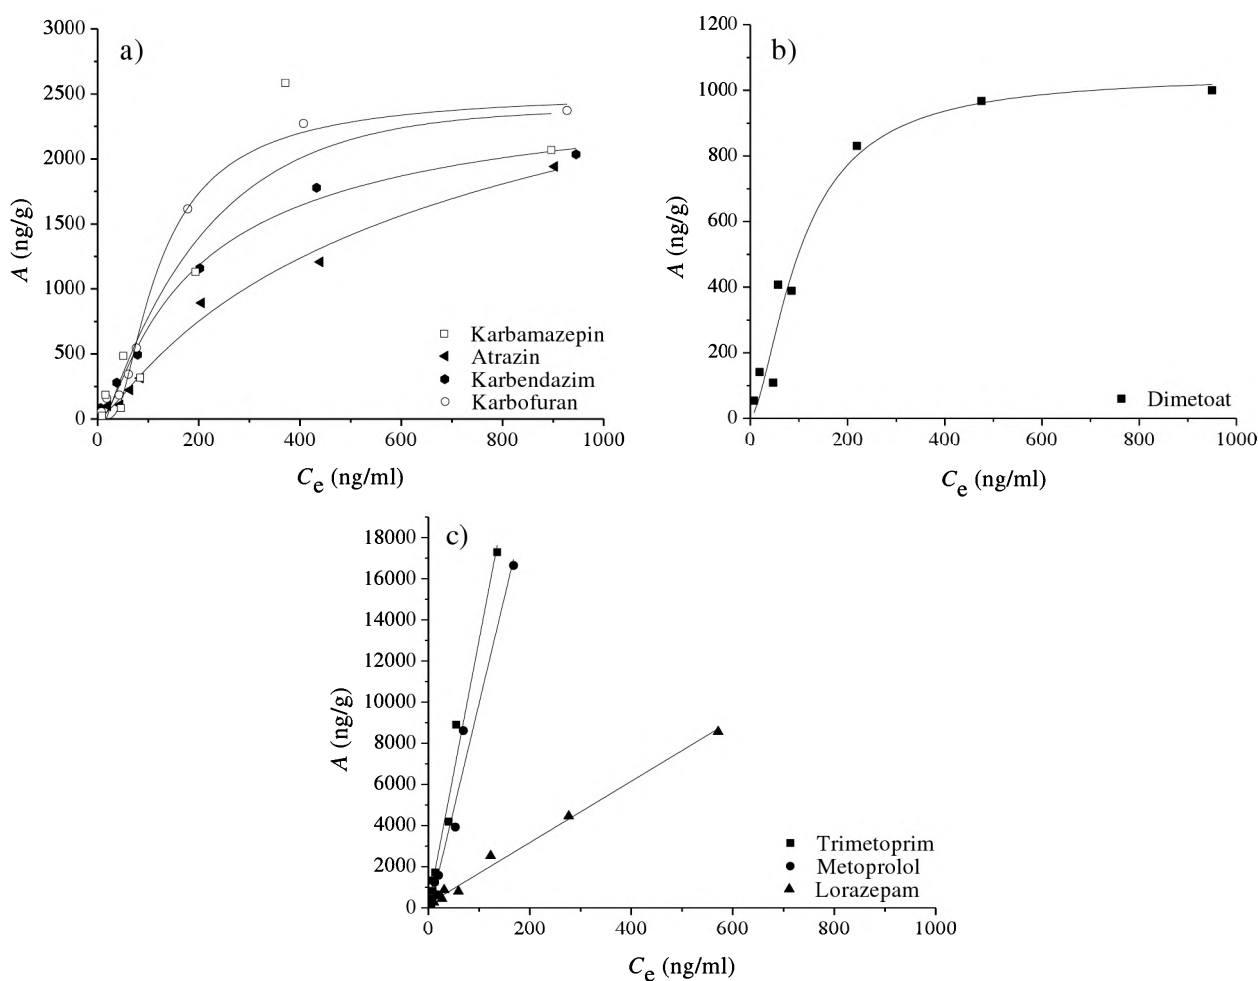 a)
3000
2500
2000
1500
1000
500
0
A (ng/g)
0 200 400 600 800 1000
Ce (ng/ml)
Karbamazepin
Atrazin
Karbendazim
Karbofuran
b)
1200
1000
800
600
400
200
0
A (ng/g)
0 200 400 600 800 1000
Ce (ng/ml)
Dimetoat
c)
18000
16000
14000
12000
10000
8000
6000
4000
2000
0
A (ng/g)
0 200 400 600 800 1000
Ce (ng/ml)
Trimetoprim
Metoprolol
Lorazepam